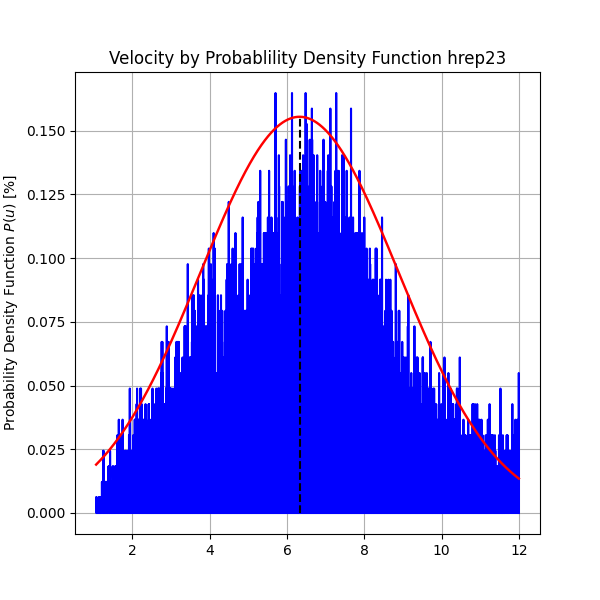 Velocity by Probablility Density Function hrep23
Probability Density Function P(u) [%]
0.150
0.125
0.100
0.075
0.050
0.025
0.000
2 4 6 8 10 12